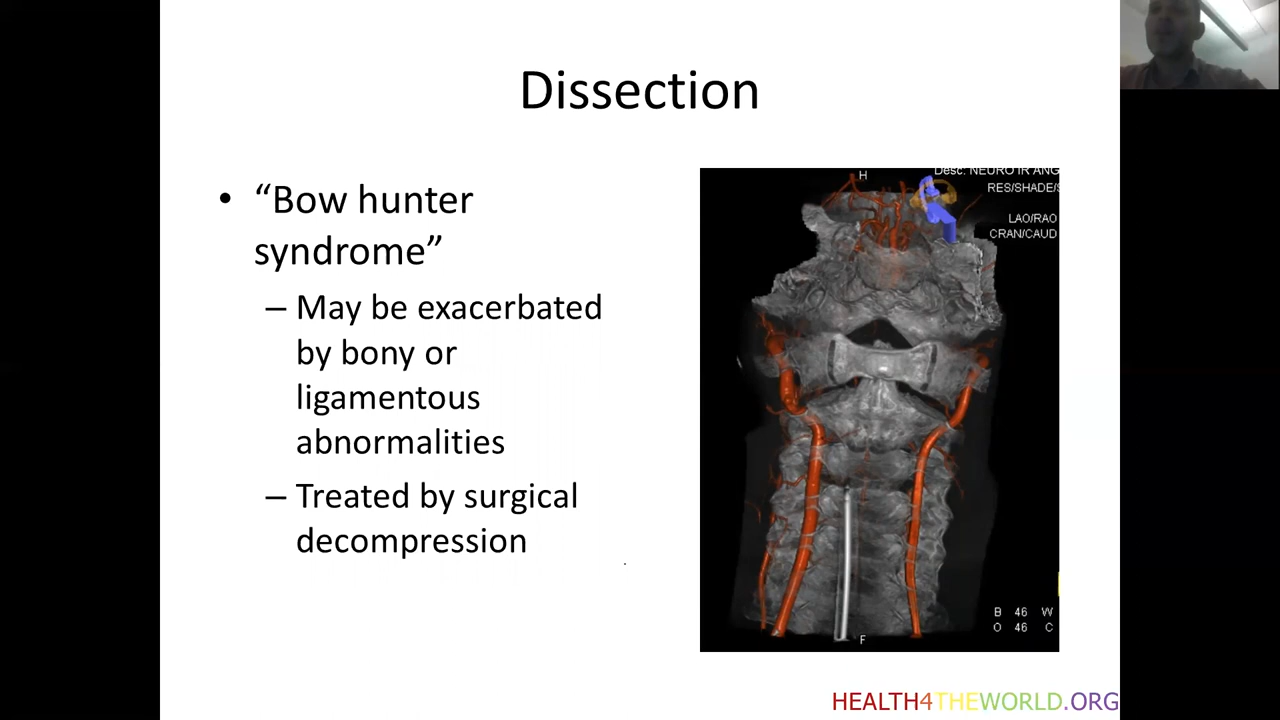 Dissection
• “Bow hunter
syndrome”
– May be exacerbated
by bony or
ligamentous
abnormalities
– Treated by surgical
decompression
H
Desc: NEURO IR ANG
RES/SHADE/S
LAO/RAO
CRAN/CAUD
B 46 W
O 46 C
F
HEALTH4THEWORLD.ORG